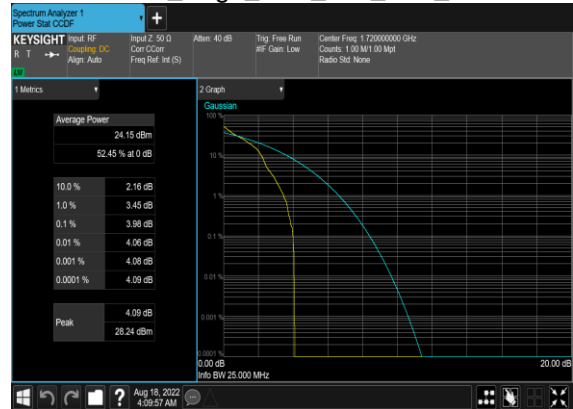 Spectrum Analyzer 1
Power Stat CCDF
KEYSIGHT Input: RF Input Z: 50 Ω Atten: 40 dB Trig: Free Run Center Freq: 1.720000000 GHz
R T Coupling: DC Corr CCorr #IF Gain: Low Counts: 1.00 M/1.00 Mpt
Align: Auto Freq Ref: Int (S) Radio Std: None
LXI
1 Metrics
Average Power
24.15 dBm
52.45 % at 0 dB
10.0 % 2.16 dB
1.0 % 3.45 dB
0.1 % 3.98 dB
0.01 % 4.06 dB
0.001 % 4.08 dB
0.0001 % 4.09 dB
Peak 4.09 dB
28.24 dBm
2 Graph
Gaussian
100 %
10 %
1 %
0.1 %
0.01 %
0.001 %
0.0001 %
0.00 dB 20.00 dB
Info BW 25.000 MHz
? Aug 18, 2022
4:09:57 AM